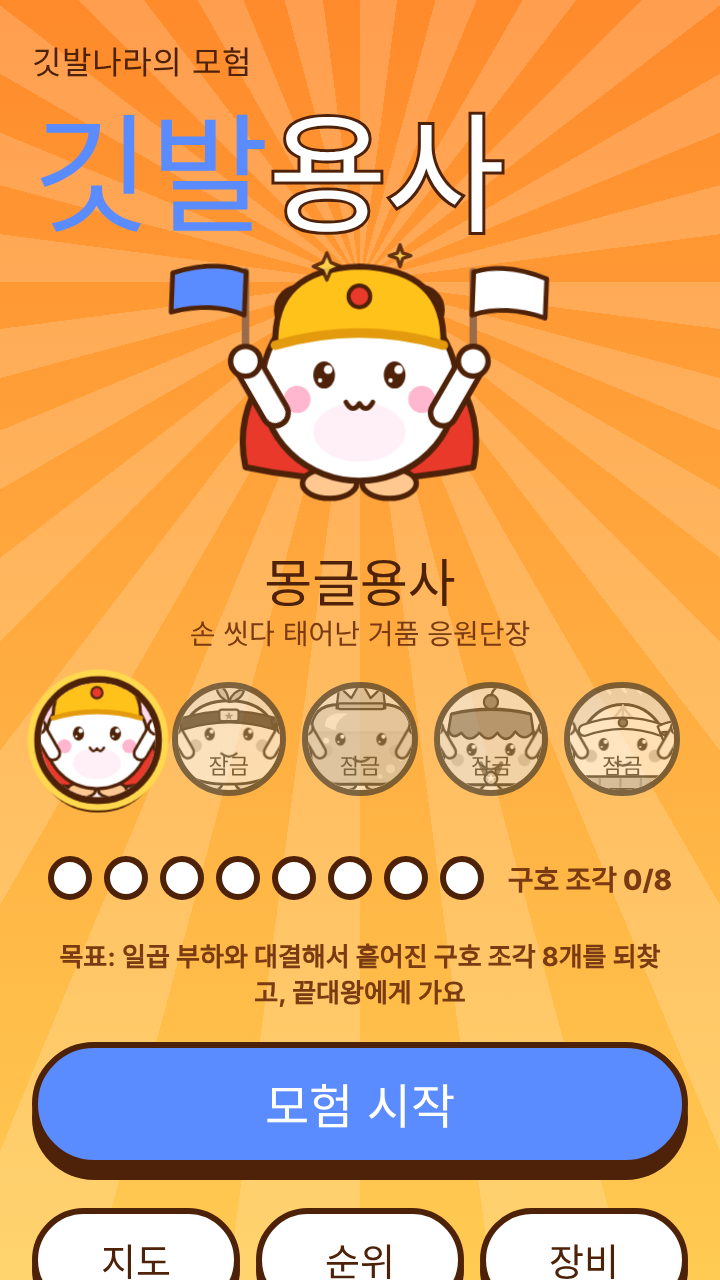 깃발나라의 모험
깃발용사
몽글용사
손 씻다 태어난 거품 응원단장
잠금 잠금 잠금 잠금
구호 조각 0/8
목표: 일곱 부하와 대결해서 흩어진 구호 조각 8개를 되찾
고, 끝대왕에게 가요
모험 시작
지도 순위 장비